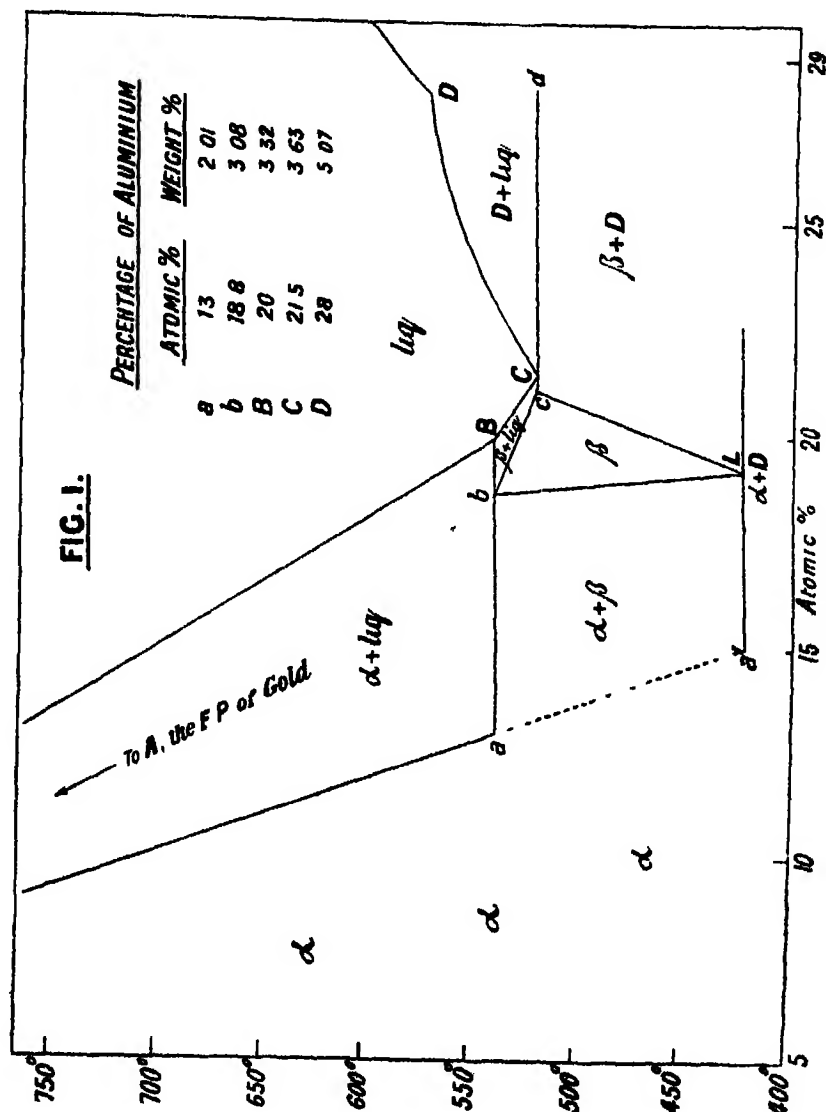 FIG. 1.
PERCENTAGE OF ALUMINIUM
ATOMIC % WEIGHT %
a 13 2 01
b 18 8 3 08
B 20 3 32
C 21 5 3 63
D 28 5 07
To A, the F P of Gold
liq
α + liq
D
D + liq
d
B
b
β + liq
C
c
a
α
α
α
α + β
β
β + D
L
a'
α + D
750°
700°
650°
600°
550°
500°
450°
400°
5
10
15
20
25
29
Atomic %